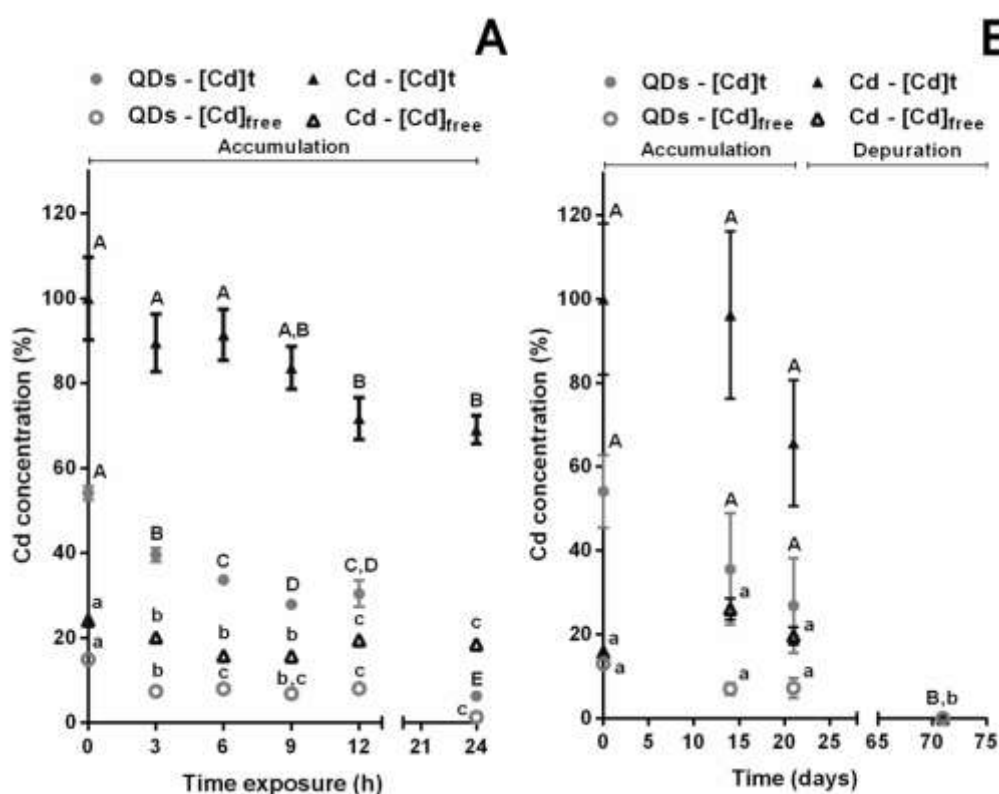 A
QDs - [Cd]t Cd - [Cd]t
QDs - [Cd]free Cd - [Cd]free
Accumulation
Cd concentration (%)
120
100
80
60
40
20
0
A
A
A
A,B
B
B
A
B
C
D
C,D
E
a
b
b
b
c
c
a
b
c
b,c
c
c
0 3 6 9 12 21 24
Time exposure (h)
QDs - [Cd]t Cd - [Cd]t
QDs - [Cd]free Cd - [Cd]free
Accumulation Depuration
Cd concentration (%)
120
100
80
60
40
20
0
A
A
A
A
A
A
a
a
a
a
a
a
B,b
0 5 10 15 20 25 65 70 75
Time (days)